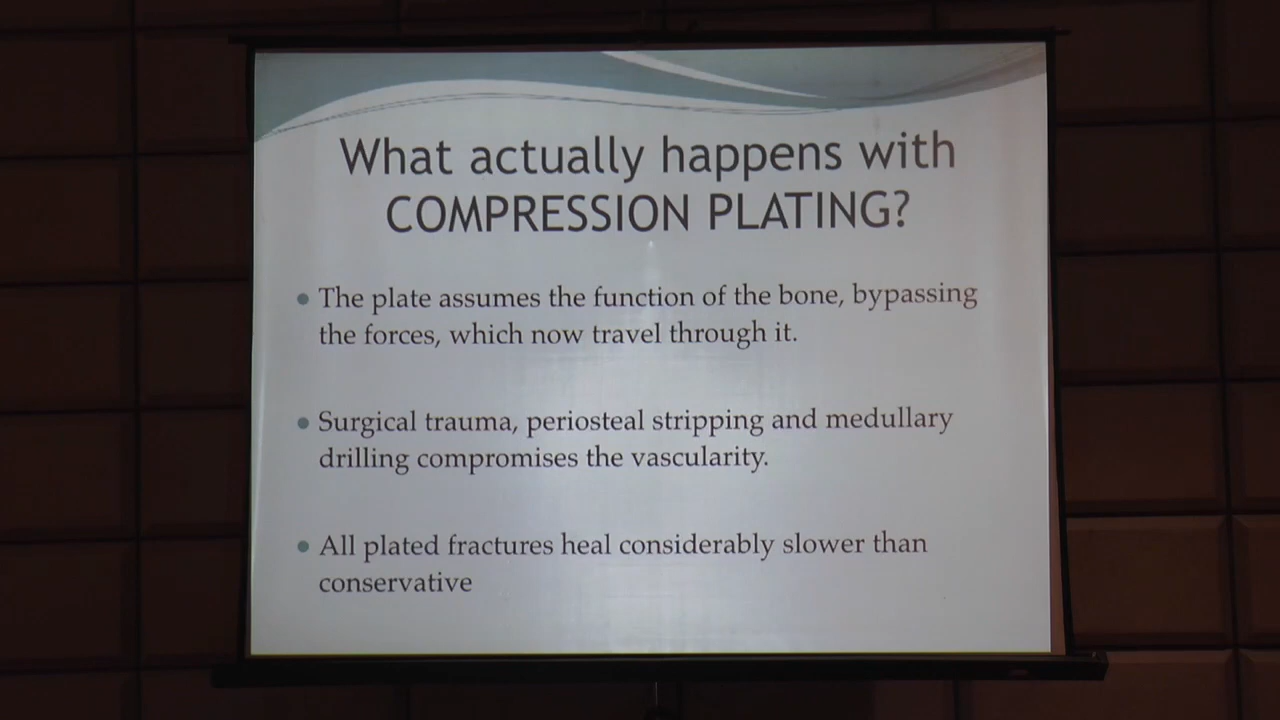 What actually happens with
COMPRESSION PLATING?
• The plate assumes the function of the bone, bypassing
the forces, which now travel through it.
• Surgical trauma, periosteal stripping and medullary
drilling compromises the vascularity.
• All plated fractures heal considerably slower than
conservative